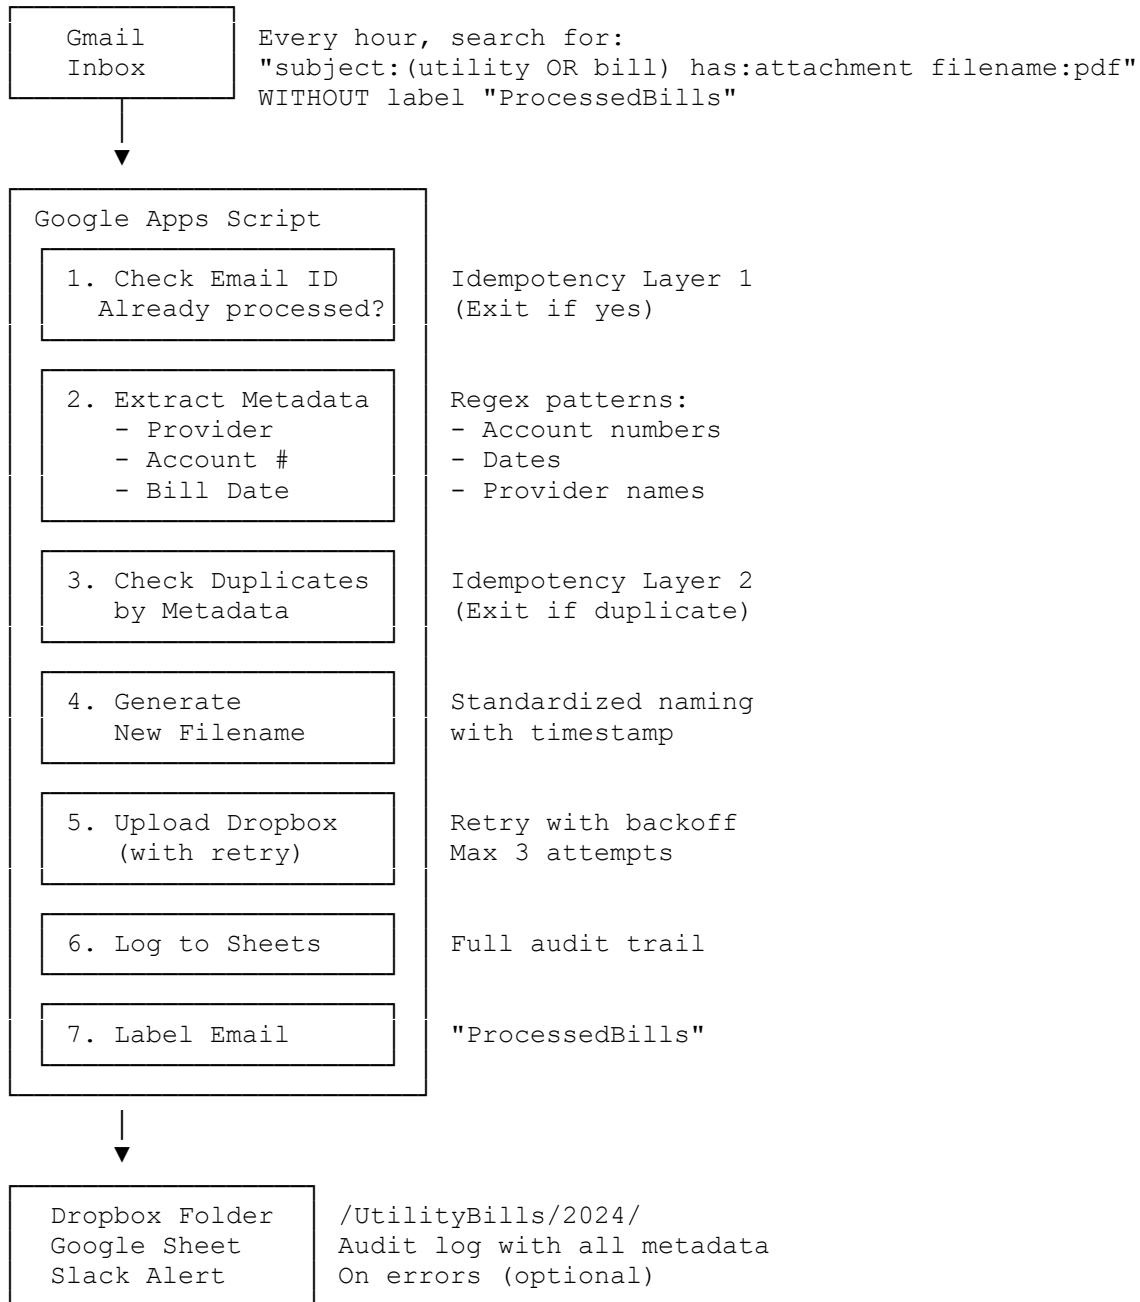 Gmail
Inbox
Every hour, search for:
"subject:(utility OR bill) has:attachment filename:pdf"
WITHOUT label "ProcessedBills"
Google Apps Script
1. Check Email ID
Already processed?
Idempotency Layer 1
(Exit if yes)
2. Extract Metadata
- Provider
- Account #
- Bill Date
Regex patterns:
- Account numbers
- Dates
- Provider names
3. Check Duplicates
by Metadata
Idempotency Layer 2
(Exit if duplicate)
4. Generate
New Filename
Standardized naming
with timestamp
5. Upload Dropbox
(with retry)
Retry with backoff
Max 3 attempts
6. Log to Sheets
Full audit trail
7. Label Email
"ProcessedBills"
Dropbox Folder
Google Sheet
Slack Alert
/UtilityBills/2024/
Audit log with all metadata
On errors (optional)